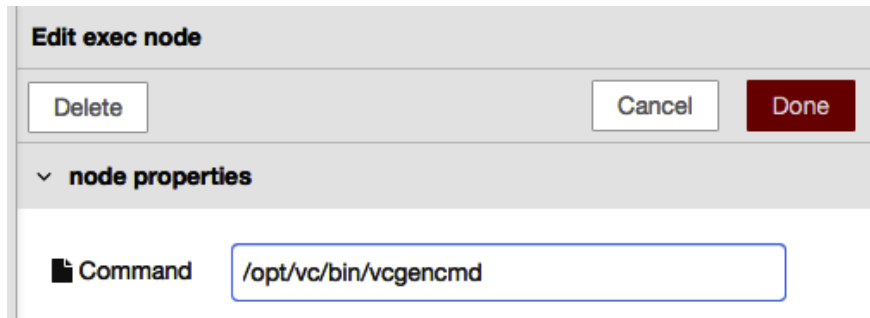 Edit exec node
Delete Cancel Done
node properties
Command /opt/vc/bin/vcgencmd